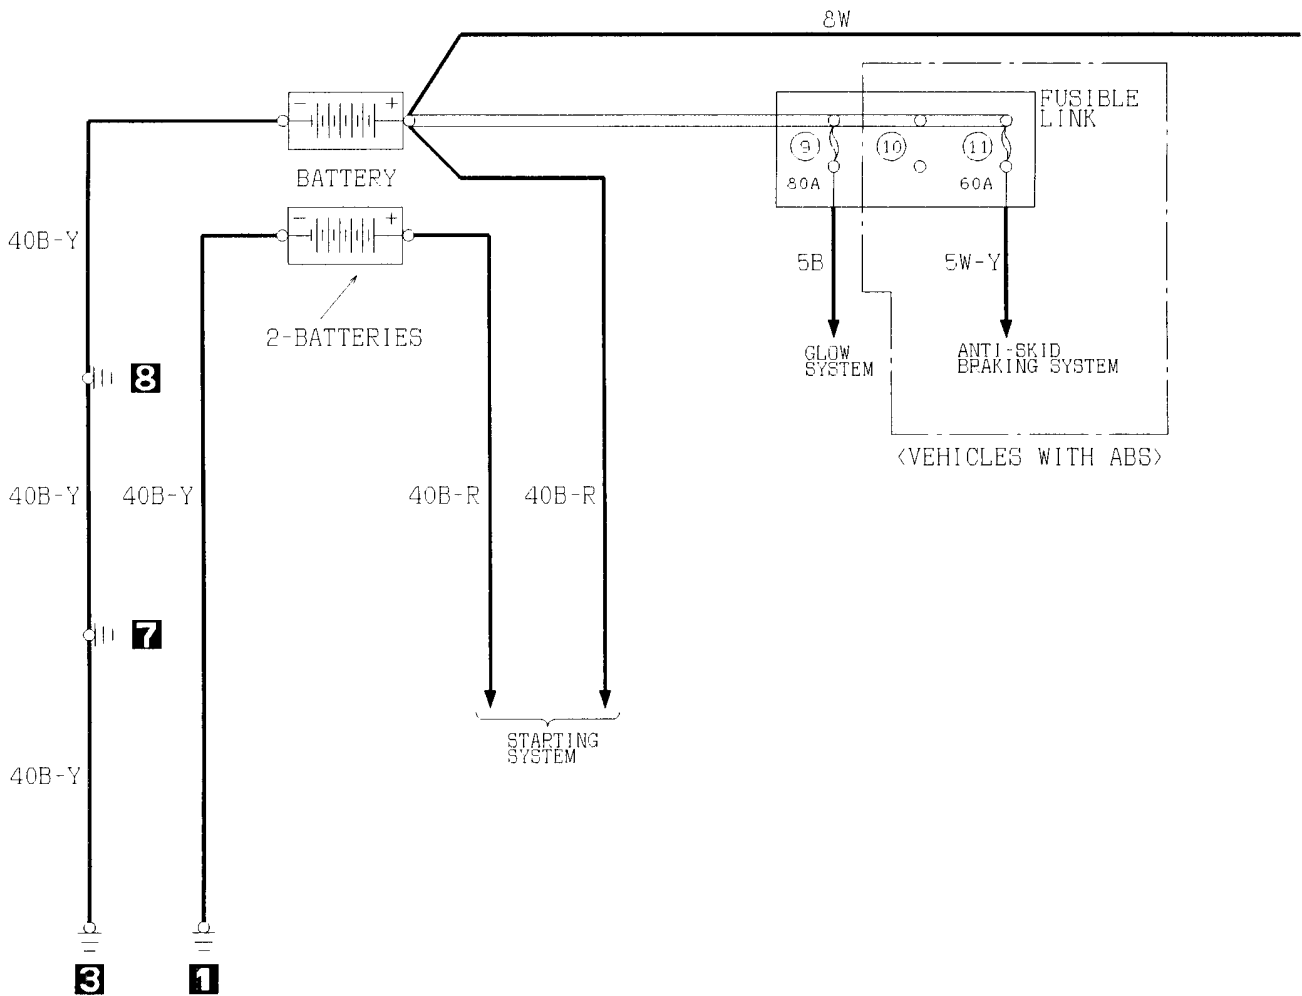 8W
FUSIBLE
LINK
− +
9
10
11
BATTERY
80A
60A
− +
40B-Y
5B
5W-Y
2-BATTERIES
GLOW
SYSTEM
ANTI-SKID
BRAKING SYSTEM
8
<VEHICLES WITH ABS>
40B-Y
40B-Y
40B-R
40B-R
7
STARTING
SYSTEM
40B-Y
3
1